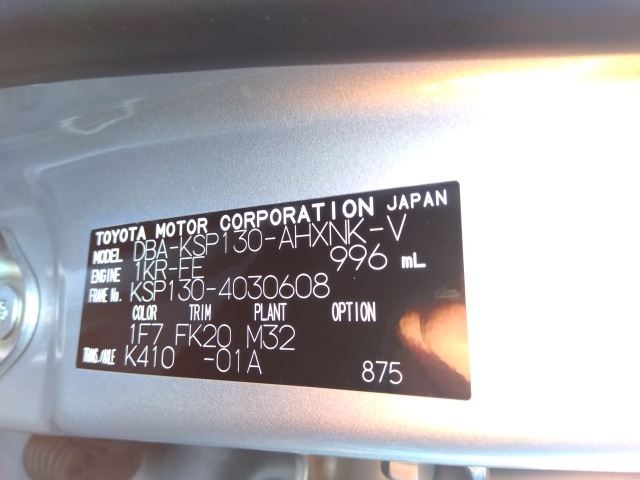 TOYOTA MOTOR CORPORATION JAPAN
MODEL DBA-KSP130-AHXNK-V
ENGINE 1KR-FE 996 mL
FRAME No. KSP130-4030608
COLOR TRIM PLANT OPTION
1F7 FK20 M32
TRANS./AXLE K410 -01A 875